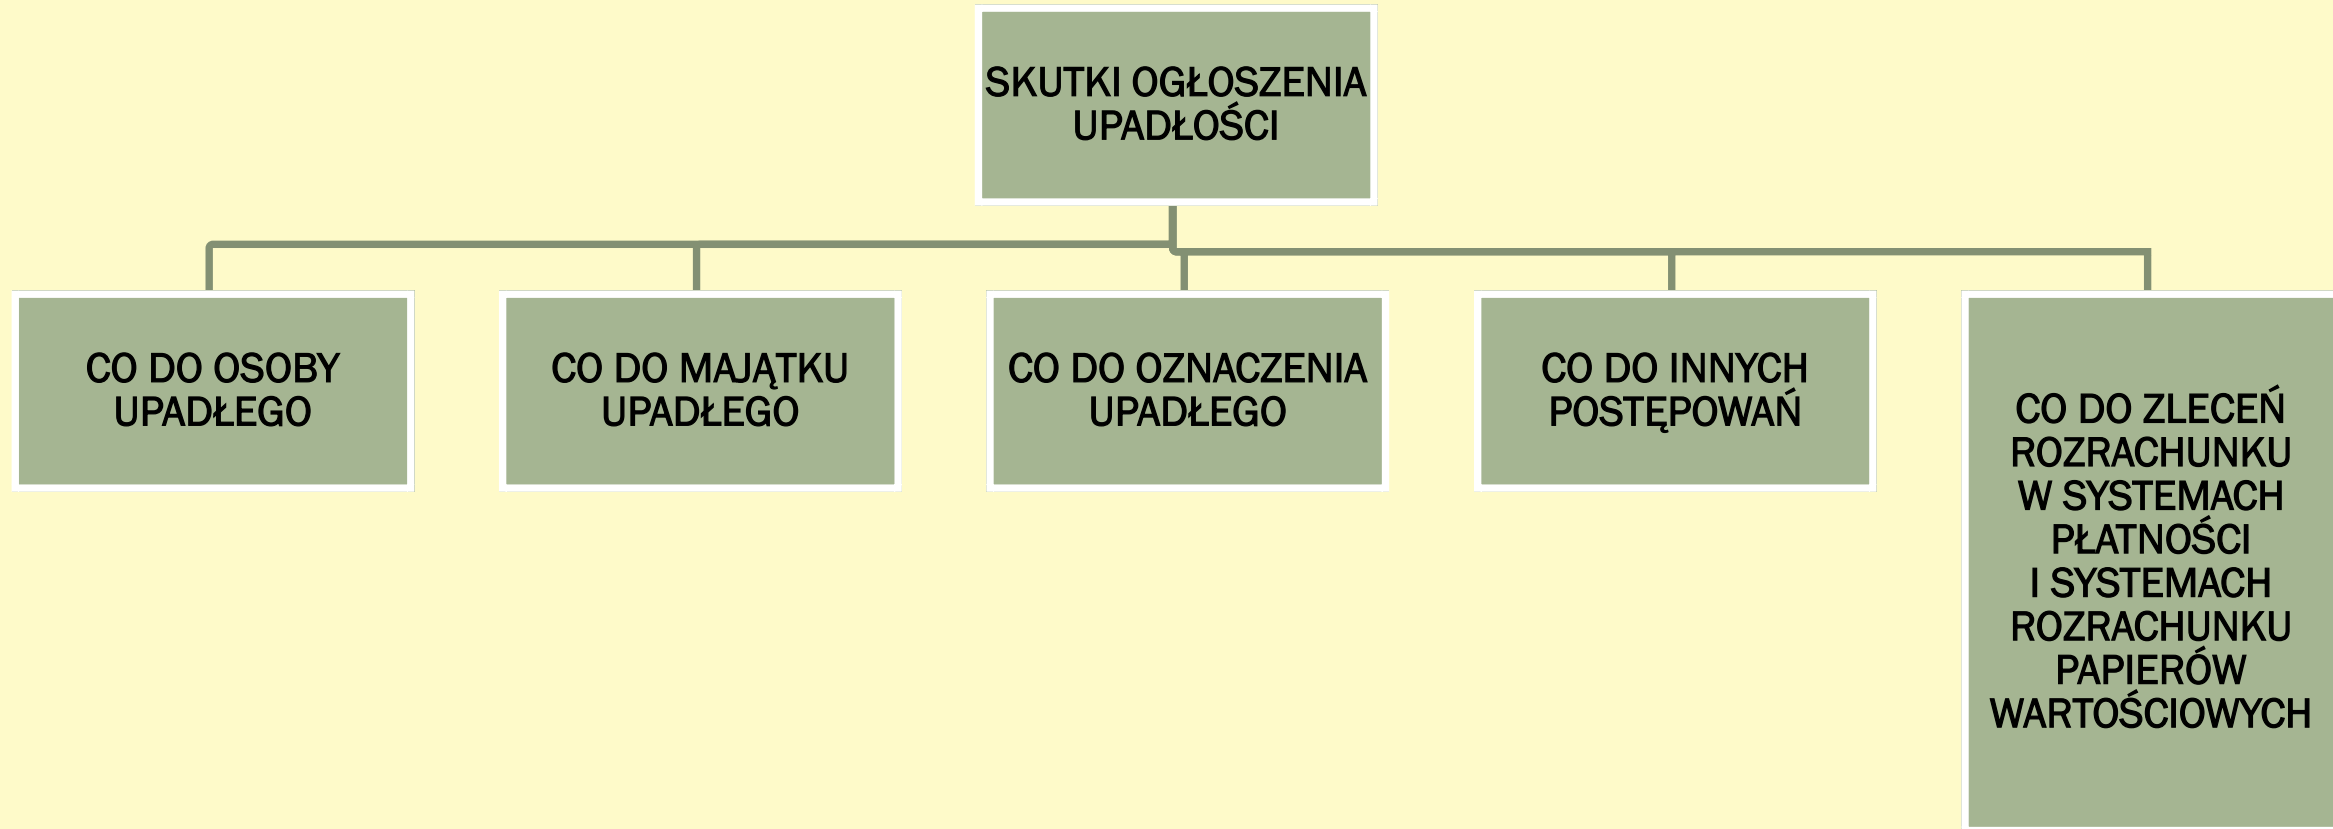 SKUTKI OGŁOSZENIA
UPADŁOŚCI
CO DO OSOBY
UPADŁEGO
CO DO MAJĄTKU
UPADŁEGO
CO DO OZNACZENIA
UPADŁEGO
CO DO INNYCH
POSTĘPOWAŃ
CO DO ZLECEŃ
ROZRACHUNKU
W SYSTEMACH
PŁATNOŚCI
I SYSTEMACH
ROZRACHUNKU
PAPIERÓW
WARTOŚCIOWYCH